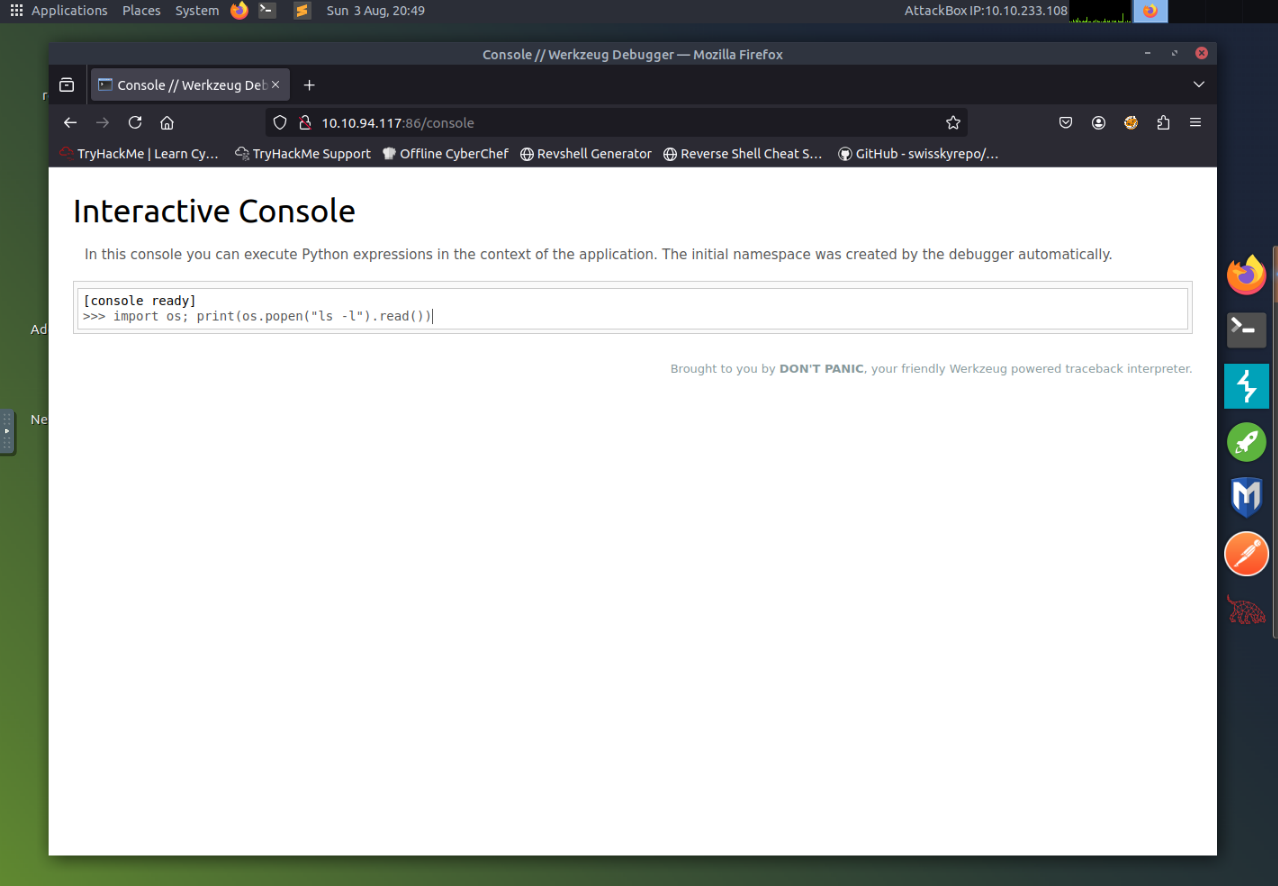 Applications Places System Sun 3 Aug, 20:49 AttackBox IP:10.10.233.108
Console // Werkzeug Debugger — Mozilla Firefox
Console // Werkzeug Deb
10.10.94.117:86/console
TryHackMe | Learn Cy... TryHackMe Support Offline CyberChef Revshell Generator Reverse Shell Cheat S... GitHub - swisskyrepo/...
Interactive Console
In this console you can execute Python expressions in the context of the application. The initial namespace was created by the debugger automatically.
[console ready]
>>> import os; print(os.popen("ls -l").read())
Brought to you by DON'T PANIC, your friendly Werkzeug powered traceback interpreter.
r
Ad
Ne